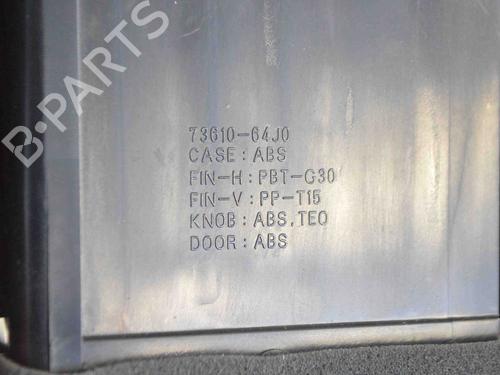 B-PARTS
73610-64J0
CASE : ABS
FIN-H : PBT-G30
FIN-V : PP-T15
KNOB : ABS, TEO
DOOR : ABS